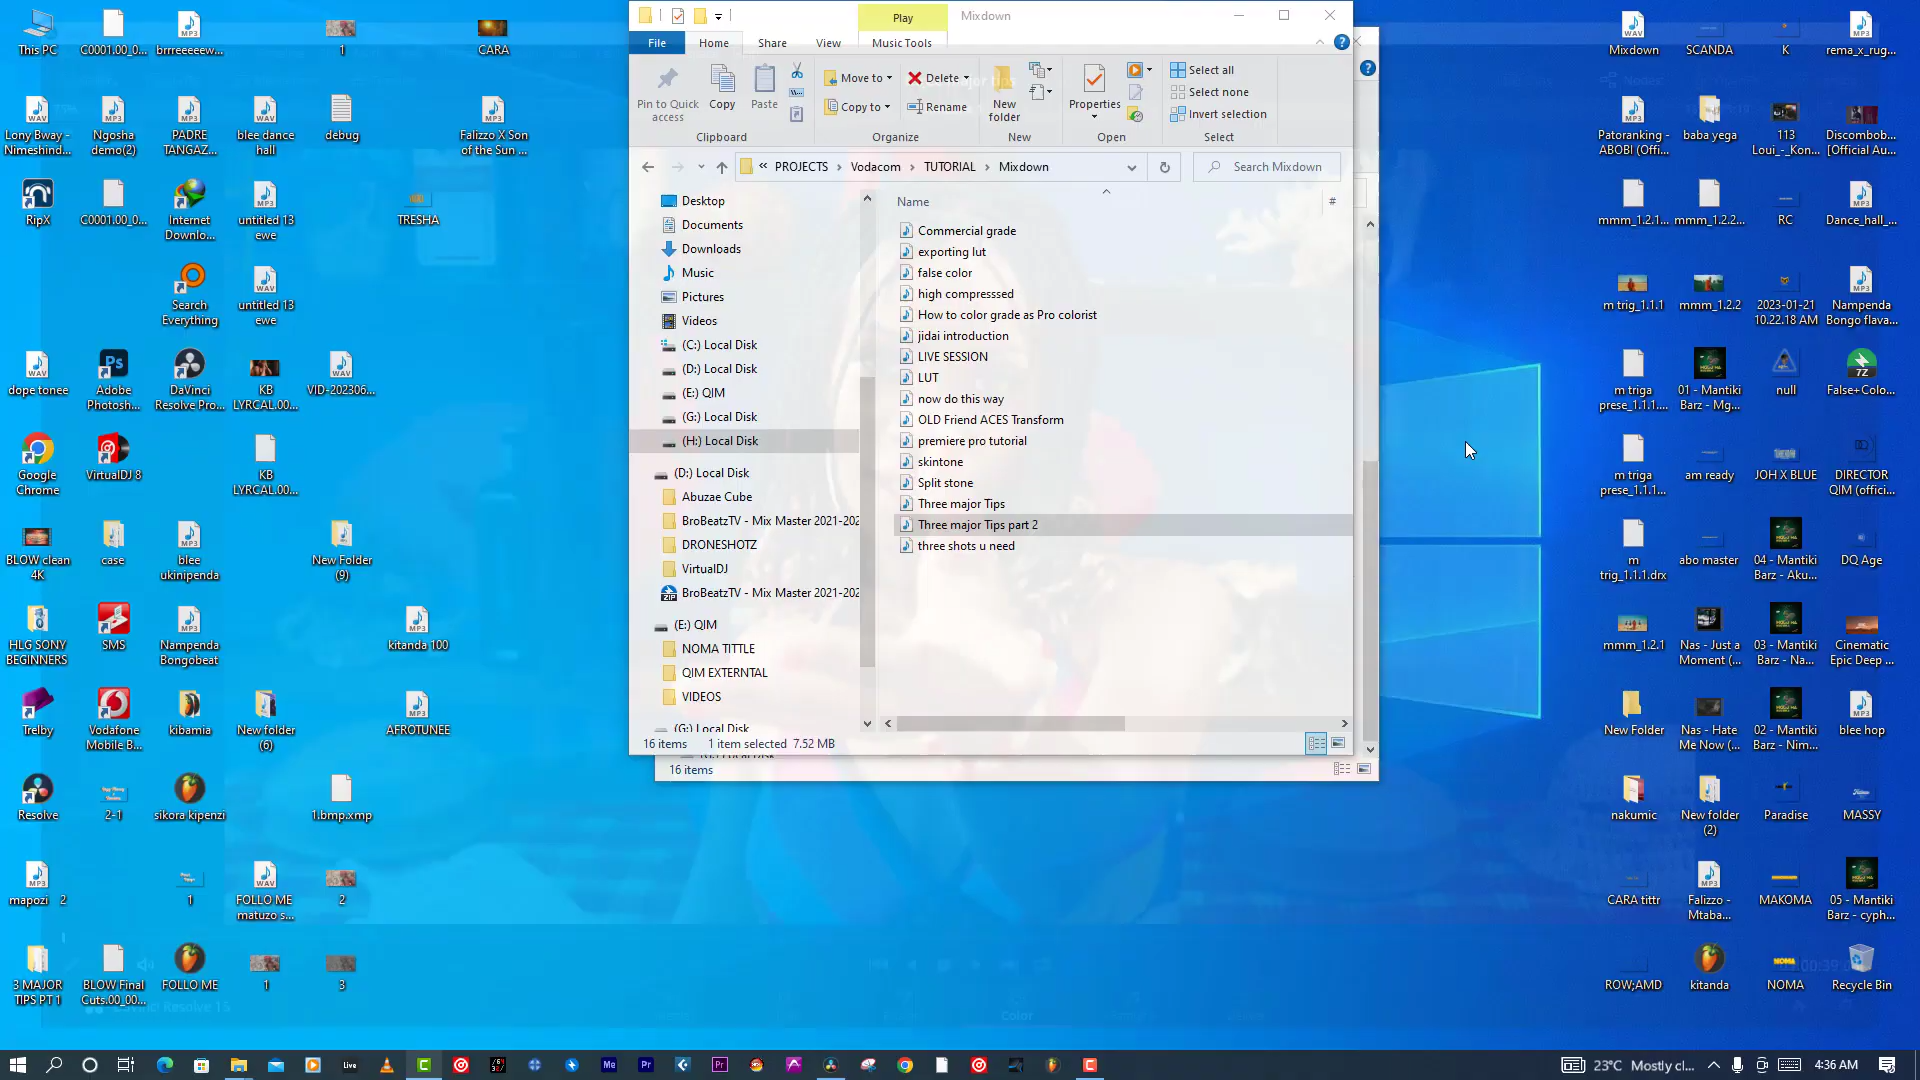 Play
Mixdown
File
Home
Share
View
Music Tools
Pin to Quick
access
Copy
Paste
Move to
Copy to
Delete
Rename
New
folder
Properties
Select all
Select none
Invert selection
Clipboard
Organize
New
Open
Select
PROJECTS
Vodacom
TUTORIAL
Mixdown
Search Mixdown
Desktop
Documents
Downloads
Music
Pictures
Videos
(C:) Local Disk
(D:) Local Disk
(E:) QIM
(G:) Local Disk
(H:) Local Disk
(D:) Local Disk
Abuzae Cube
BroBeatzTV - Mix Master 2021-202
DRONESHOTZ
VirtualDJ
BroBeatzTV - Mix Master 2021-202
(E:) QIM
NOMA TITTLE
QIM EXTERNTAL
VIDEOS
(G:) Local Disk
Name
#
Commercial grade
exporting lut
false color
high compresssed
How to color grade as Pro colorist
jidai introduction
LIVE SESSION
LUT
now do this way
OLD Friend ACES Transform
premiere pro tutorial
skintone
Split stone
Three major Tips
Three major Tips part 2
three shots u need
16 items
1 item selected 7.52 MB
16 items
This PC
C0001.00_0...
brrreeeeew...
1
CARA
Lony Bway -
Nimeshind...
Ngosha
demo(2)
PADRE
TANGAZ...
blee dance
hall
debug
Falizzo X Son
of the Sun ...
RipX
C0001.00_0...
Internet
Downlo...
untitled 13
ewe
TRESHA
Search
Everything
untitled 13
ewe
dope tonee
Adobe
Photosh...
DaVinci
Resolve Pro...
KB
LYRCAL.00...
VID-202306...
Google
Chrome
VirtualDJ 8
KB
LYRCAL.00...
BLOW clean
4K
case
blee
ukinipenda
New Folder
(9)
HLG SONY
BEGINNERS
SMS
Nampenda
Bongobeat
kitanda 100
Trelby
Vodafone
Mobile B...
kibamia
New folder
(6)
AFROTUNEE
Resolve
2-1
sikora kipenzi
1.bmp.xmp
mapozi 2
1
FOLLO ME
matuzo s...
2
3 MAJOR
TIPS PT 1
BLOW Final
Cuts.00_00...
FOLLO ME
1
3
Mixdown
SCANDA
K
rema_x_rug...
Patoranking -
ABOBI (Offi...
baba yega
113
Loui_-_Kon...
Discombob...
[Official Au...
mmm_1.2.1...
mmm_1.2.2...
RC
Dance_hall_...
m trig_1.1.1
mmm_1.2.2
2023-01-21
10.22.18 AM
Nampenda
Bongo flava...
m triga
prese_1.1.1....
01 - Mantiki
Barz - Mg...
null
False+Colo...
m triga
prese_1.1.1...
am ready
JOH X BLUE
DIRECTOR
QIM (offici...
m
trig_1.1.1.drx
abo master
04 - Mantiki
Barz - Aku...
DQ Age
mmm_1.2.1
Nas - Just a
Moment (...
03 - Mantiki
Barz - Na...
Cinematic
Epic Deep ...
New Folder
Nas - Hate
Me Now (...
02 - Mantiki
Barz - Nim...
blee hop
nakumic
New folder
(2)
Paradise
MASSY
CARA tittr
Falizzo -
Mtaba...
MAKOMA
05 - Mantiki
Barz - cyph...
ROW;AMD
kitanda
NOMA
Recycle Bin
23°C Mostly cl...
4:36 AM